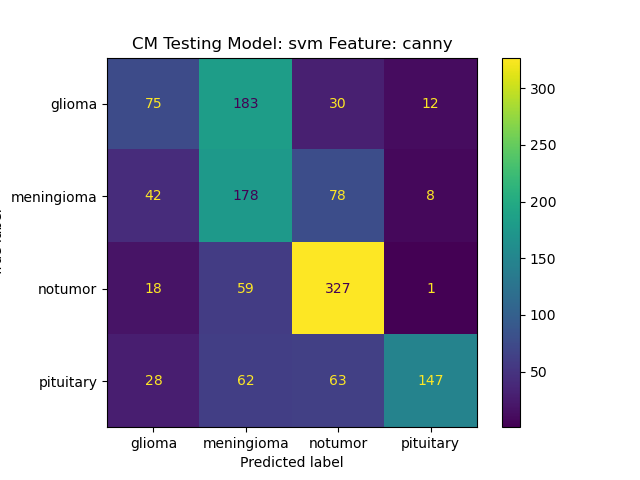 CM Testing Model: svm Feature: canny
glioma 75 183 30 12
meningioma 42 178 78 8
notumor 18 59 327 1
pituitary 28 62 63 147
glioma meningioma notumor pituitary
Predicted label
300
250
200
150
100
50